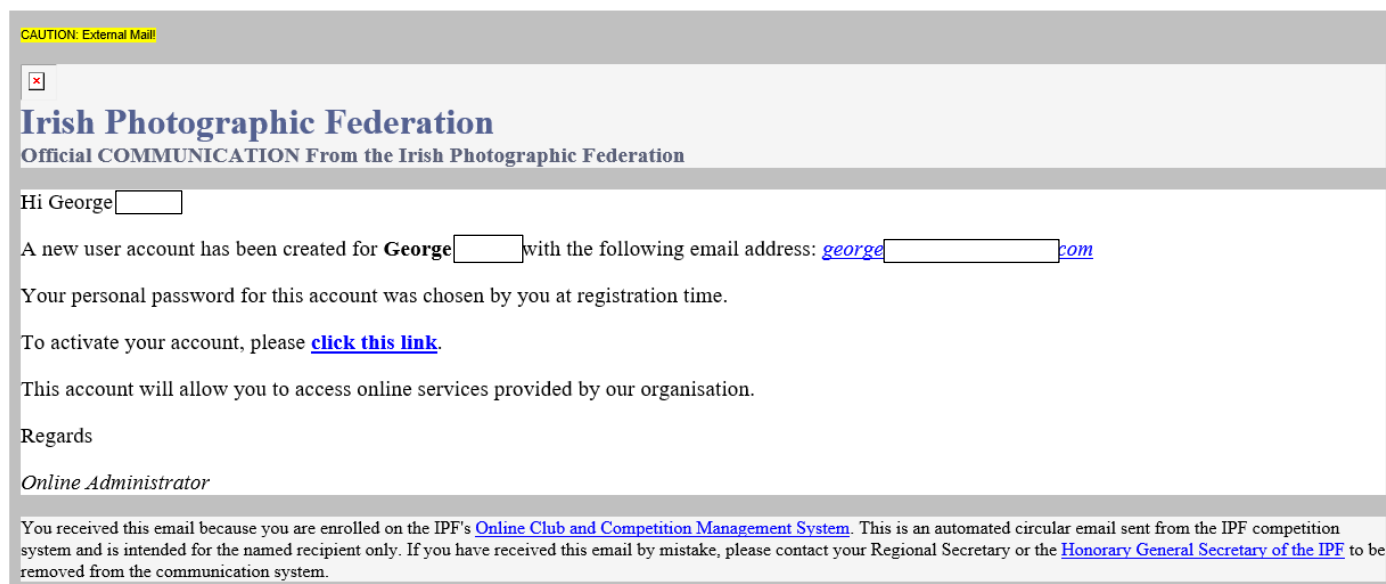 CAUTION: External Mail!
Irish Photographic Federation
Official COMMUNICATION From the Irish Photographic Federation
Hi George
A new user account has been created for George with the following email address: george com
Your personal password for this account was chosen by you at registration time.
To activate your account, please click this link.
This account will allow you to access online services provided by our organisation.
Regards
Online Administrator
You received this email because you are enrolled on the IPF's Online Club and Competition Management System. This is an automated circular email sent from the IPF competition
system and is intended for the named recipient only. If you have received this email by mistake, please contact your Regional Secretary or the Honorary General Secretary of the IPF to be
removed from the communication system.